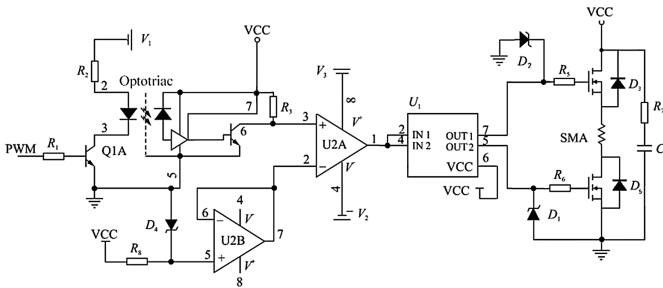 VCC
V1
R2
2
Optotriac
7
R3
6
3
PWM
R1
Q1A
5
V3
8
V+
3
+
U2A
1
2
−
V-
4
V2
U1
2
4
IN 1
IN 2
OUT 1
OUT 2
VCC
7
5
6
VCC
D2
R5
VCC
D3
SMA
R6
D1
D5
D4
VCC
R8
6
−
4
V-
U2B
7
5
+
V+
8